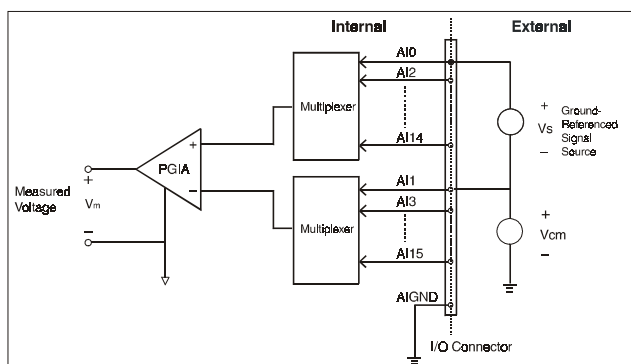 Internal External
AI0
AI2
Multiplexer
AI14
+
PGIA
−
AI1
AI3
Multiplexer
AI15
AIGND
I/O Connector
Measured
Voltage
+
Vm
−
+
Vs
−
Ground-
Referenced
Signal
Source
+
Vcm
−